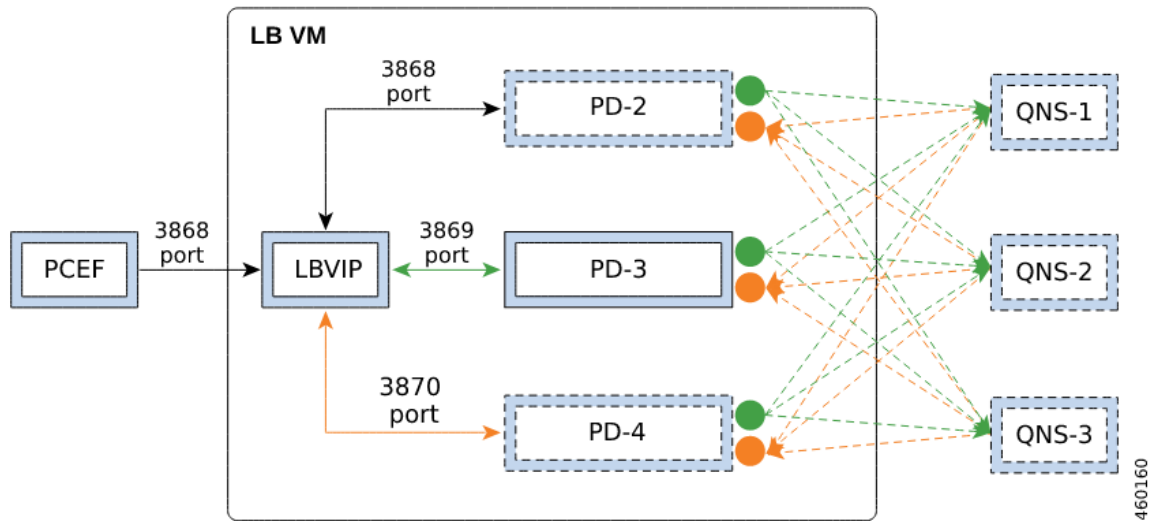 LB VM
3868
port
PD-2
QNS-1
3868
port
PCEF
LBVIP
3869
port
PD-3
QNS-2
3870
port
PD-4
QNS-3
460160